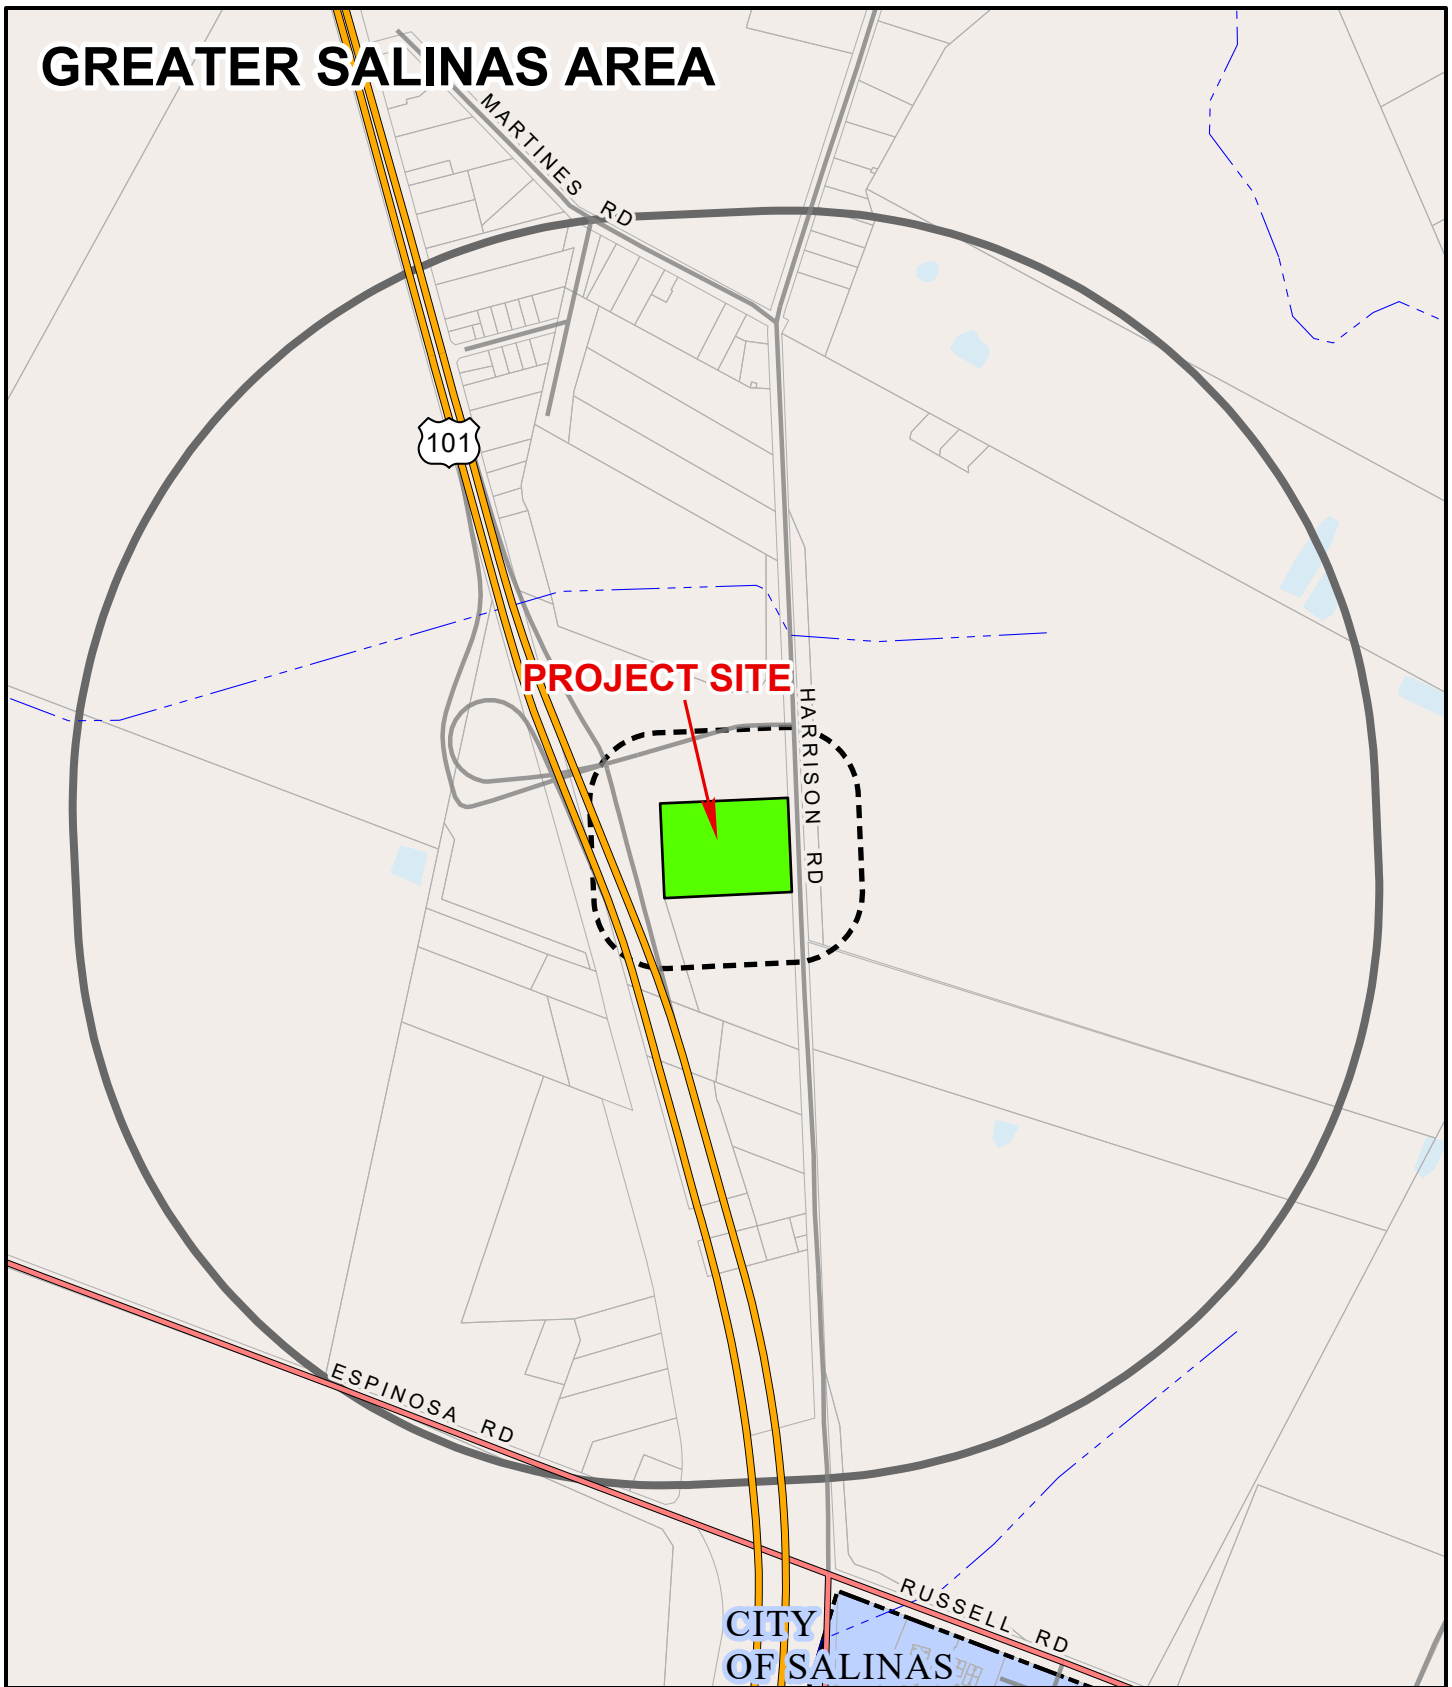 GREATER SALINAS AREA
MARTINES RD
101
PROJECT SITE
HARRISON RD
ESPINOSA RD
RUSSELL RD
CITY
OF SALINAS